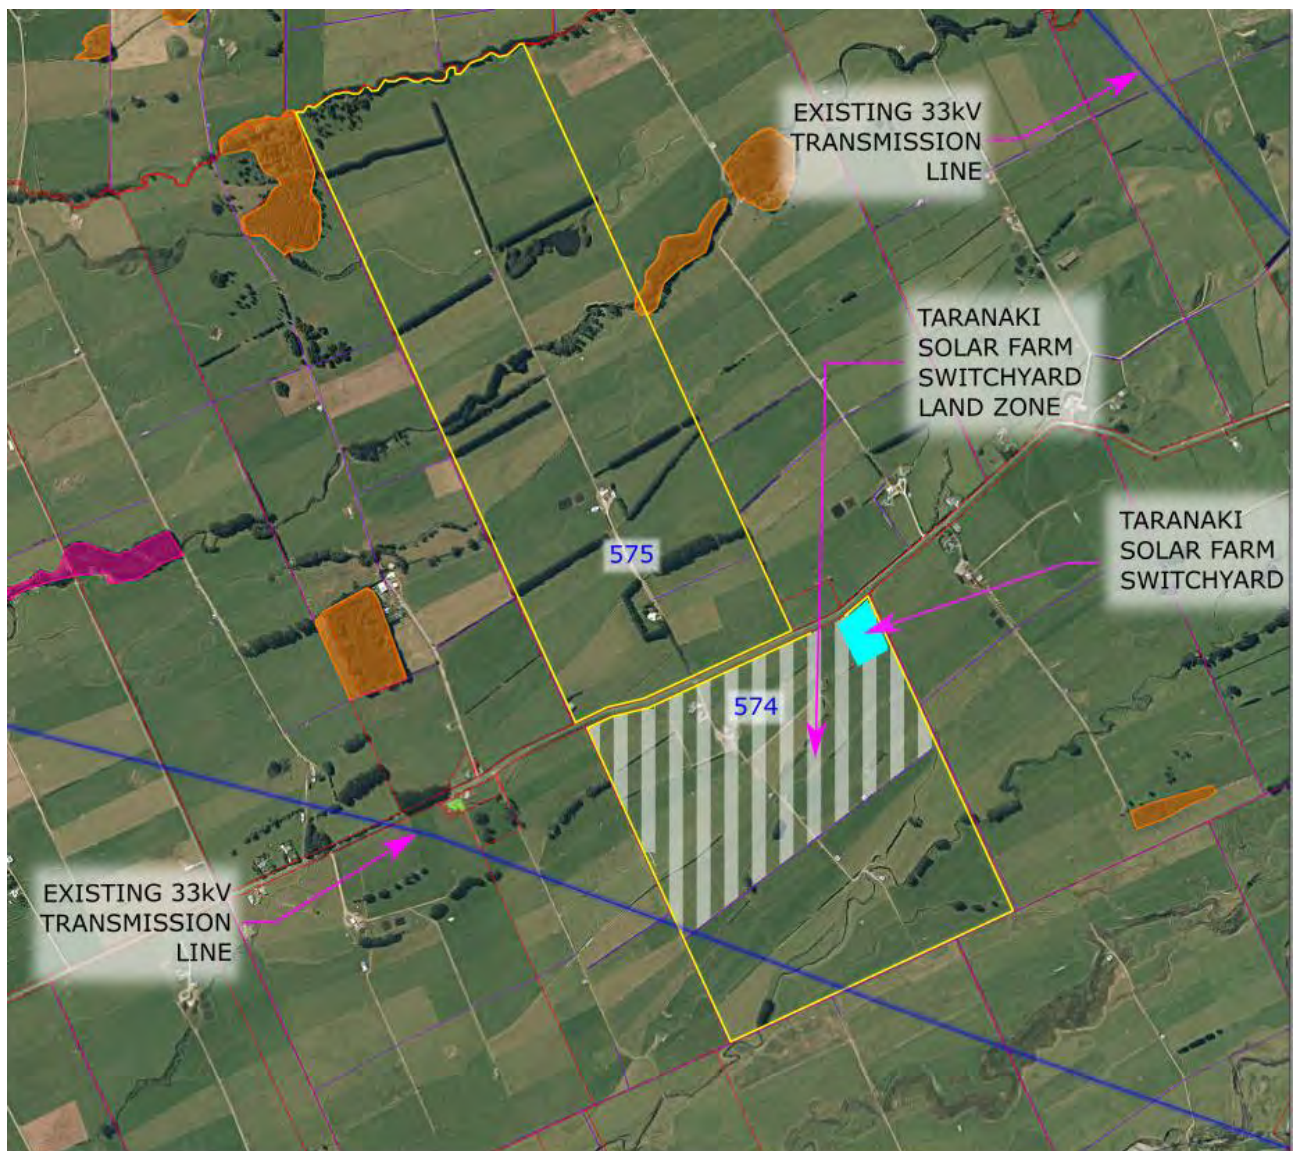 EXISTING 33kV
TRANSMISSION
LINE
TARANAKI
SOLAR FARM
SWITCHYARD
LAND ZONE
TARANAKI
SOLAR FARM
SWITCHYARD
575
574
EXISTING 33kV
TRANSMISSION
LINE